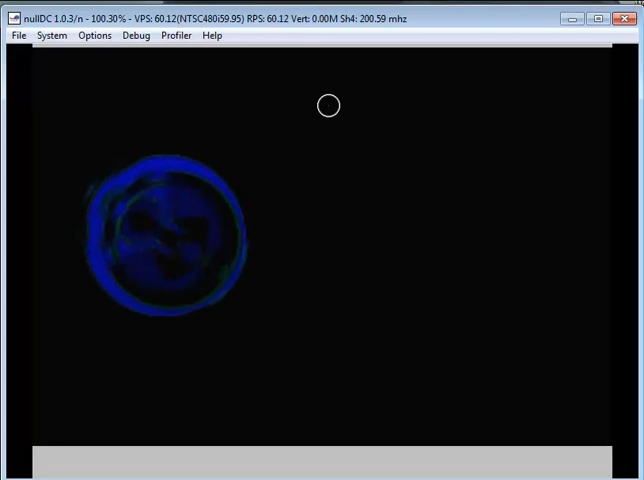 nullDC 1.0.3/n - 100.30% - VPS: 60.12(NTSC480i59.95) RPS: 60.12 Vert: 0.00M Sh4: 200.59 mhz
File System Options Debug Profiler Help